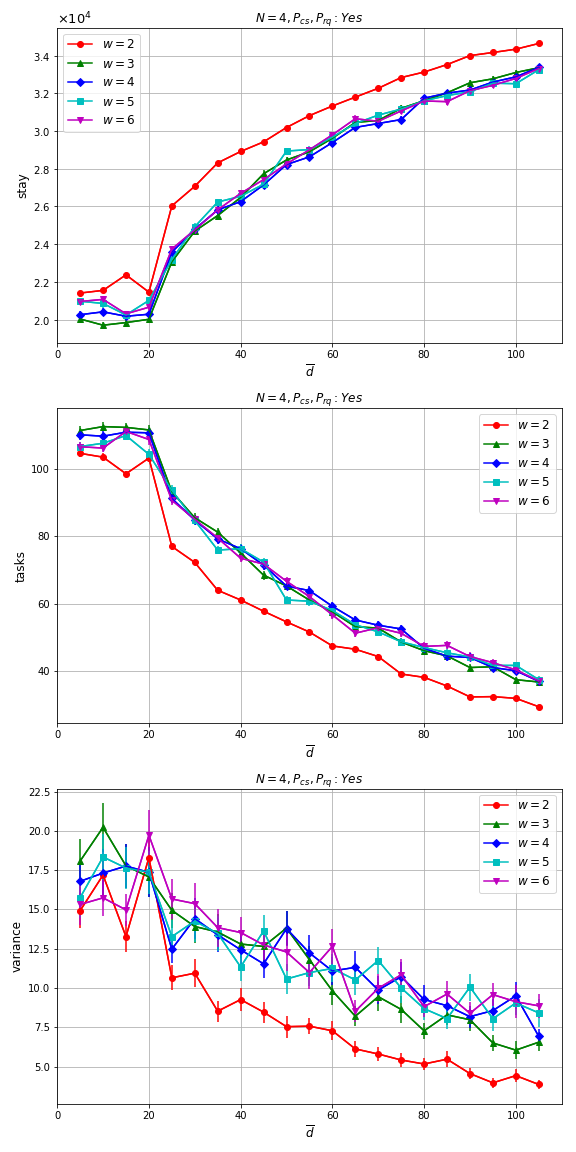 N = 4, P_cs, P_rq : Yes
×10^4
w = 2
w = 3
w = 4
w = 5
w = 6
3.4
3.2
3.0
2.8
2.6
2.4
2.2
2.0
stay
0 20 40 60 80 100
d̅
N = 4, P_cs, P_rq : Yes
w = 2
w = 3
w = 4
w = 5
w = 6
100
80
60
40
tasks
0 20 40 60 80 100
d̅
N = 4, P_cs, P_rq : Yes
w = 2
w = 3
w = 4
w = 5
w = 6
22.5
20.0
17.5
15.0
12.5
10.0
7.5
5.0
variance
0 20 40 60 80 100
d̅